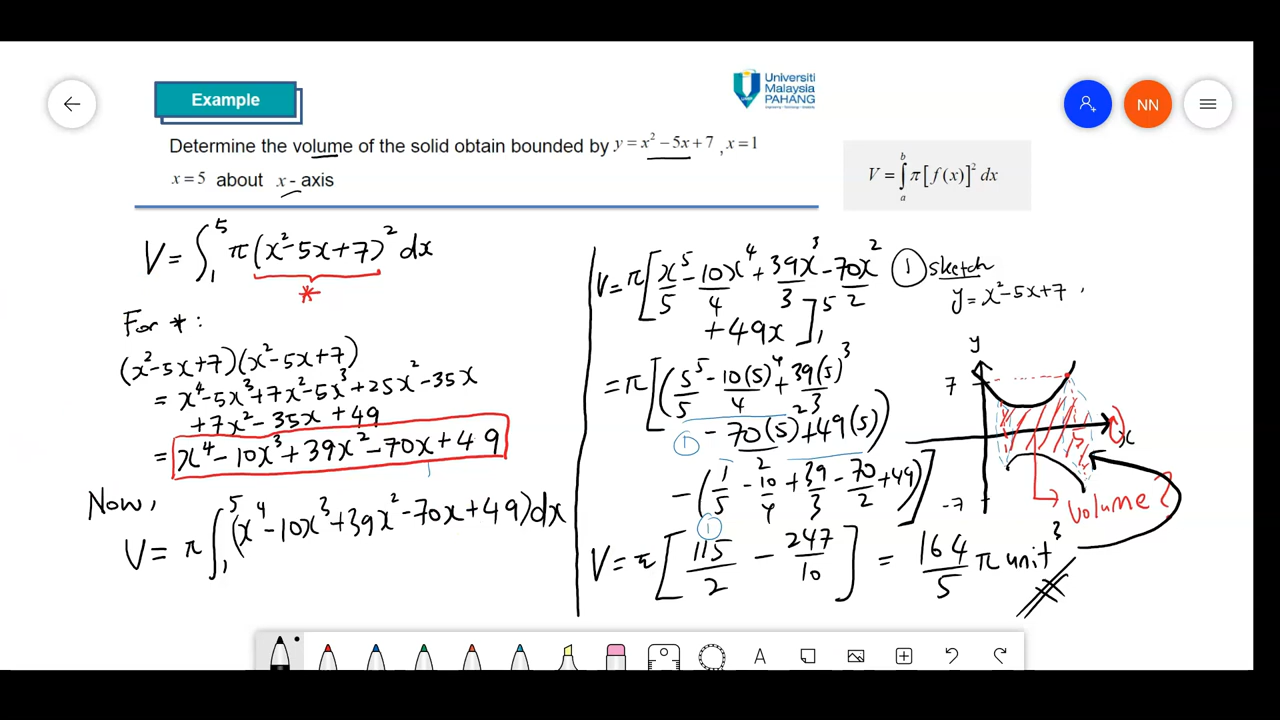 Example
Universiti
Malaysia
PAHANG
NN
Determine the volume of the solid obtain bounded by y = x² − 5x + 7 , x = 1
x = 5 about x - axis
V = ∫ₐᵇ π[f(x)]² dx
V = ∫₁⁵ π(x²-5x+7)² dx
*
For *:
(x²-5x+7)(x²-5x+7)
= x⁴-5x³+7x²-5x³+25x²-35x
+7x²-35x+49
= x⁴-10x³+39x²-70x+49
Now,
V = π ∫₁⁵ (x⁴-10x³+39x²-70x+49)dx
V = π[x⁵/5 - 10x⁴/4 + 39x³/3 - 70x²/2
+49x]₁⁵
= π[(5⁵/5 - 10(5)⁴/4 + 39(5)³/3
① - 70(5)²/2 + 49(5))
- (1/5 - 10/4 + 39/3 - 70/2 + 49)]
①
V = π[115/2 - 247/10] = 164/5 π unit³
① sketch
y = x²-5x+7
y
7
x
-7
volume?
A